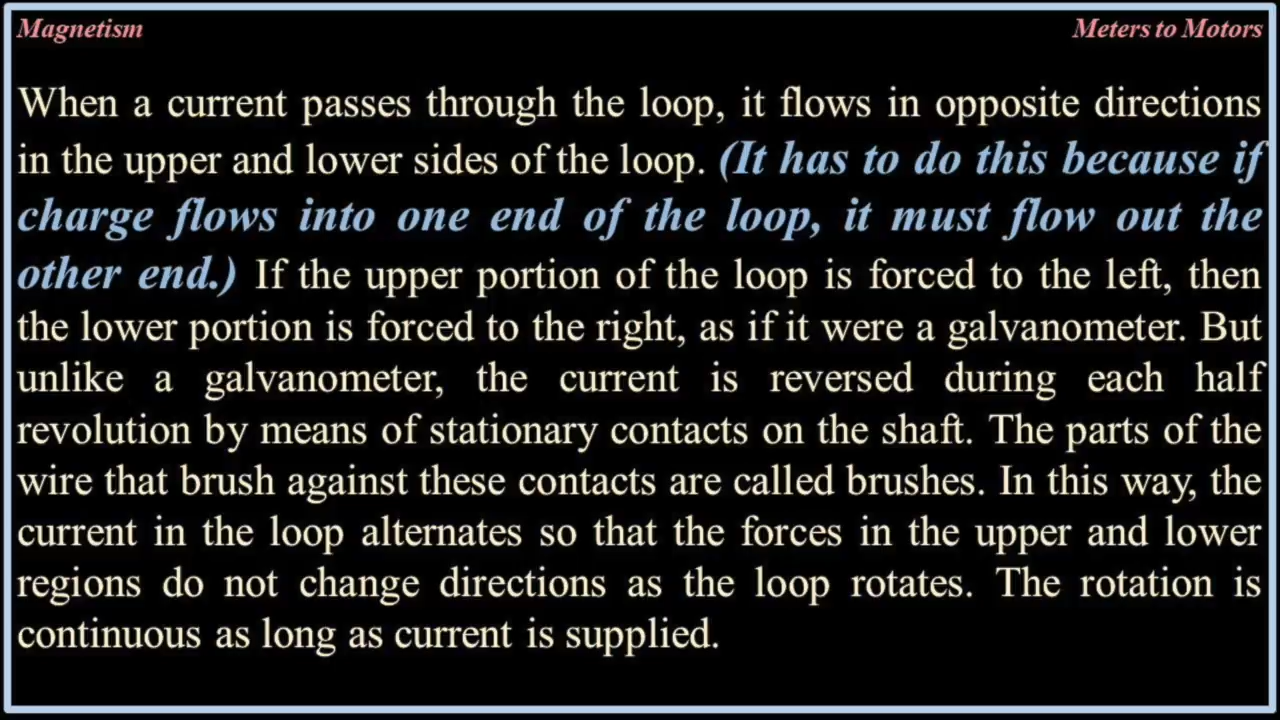 Magnetism
Meters to Motors
When a current passes through the loop, it flows in opposite directions
in the upper and lower sides of the loop. (It has to do this because if
charge flows into one end of the loop, it must flow out the
other end.) If the upper portion of the loop is forced to the left, then
the lower portion is forced to the right, as if it were a galvanometer. But
unlike a galvanometer, the current is reversed during each half
revolution by means of stationary contacts on the shaft. The parts of the
wire that brush against these contacts are called brushes. In this way, the
current in the loop alternates so that the forces in the upper and lower
regions do not change directions as the loop rotates. The rotation is
continuous as long as current is supplied.